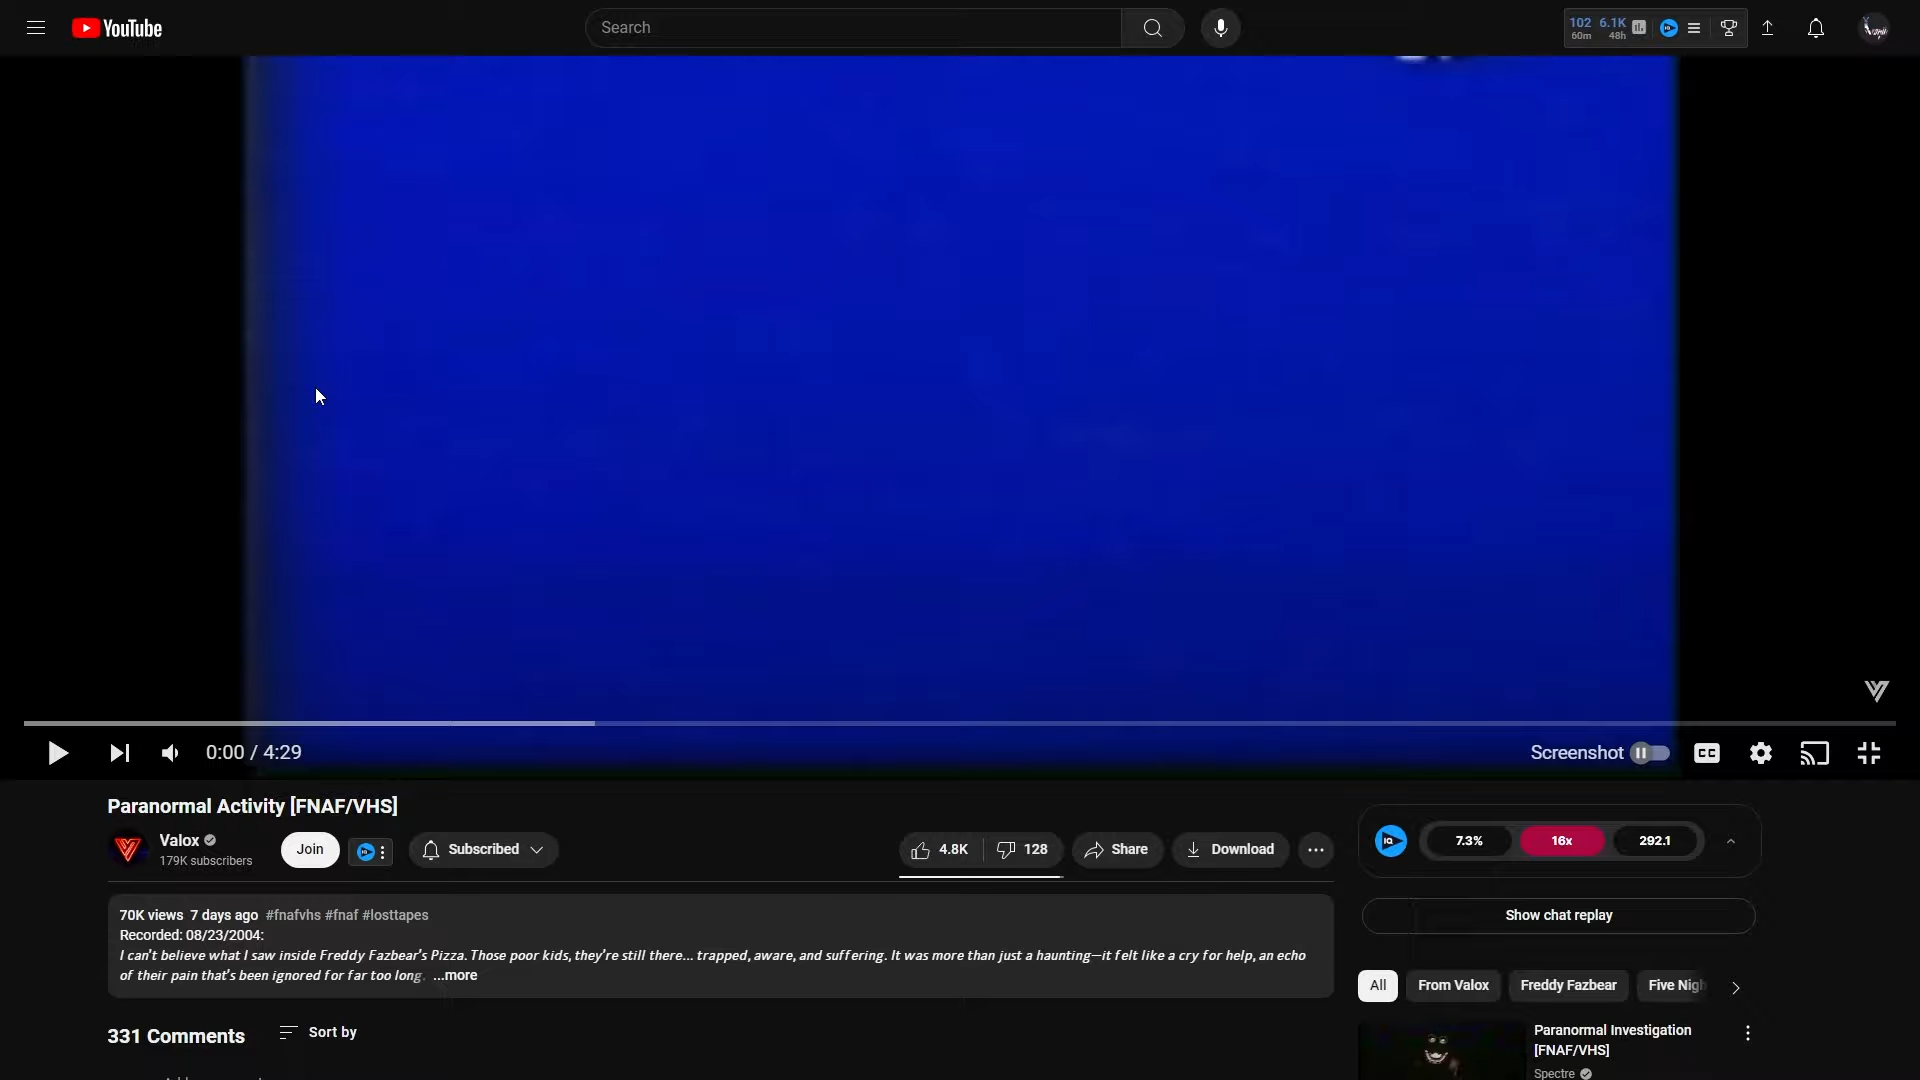 YouTube
Search
102 6.1K
60m 48h
0:00 / 4:29
Screenshot
CC
Paranormal Activity [FNAF/VHS]
Valox
179K subscribers
Join
IQ
Subscribed
4.8K
128
Share
Download
IQ
7.3%
16x
292.1
70K views 7 days ago #fnafvhs #fnaf #losttapes
Recorded: 08/23/2004:
I can't believe what I saw inside Freddy Fazbear's Pizza. Those poor kids, they're still there... trapped, aware, and suffering. It was more than just a haunting—it felt like a cry for help, an echo
of their pain that's been ignored for far too long. ...more
Show chat replay
All
From Valox
Freddy Fazbear
Five Nigh
331 Comments
Sort by
Paranormal Investigation
[FNAF/VHS]
Spectre